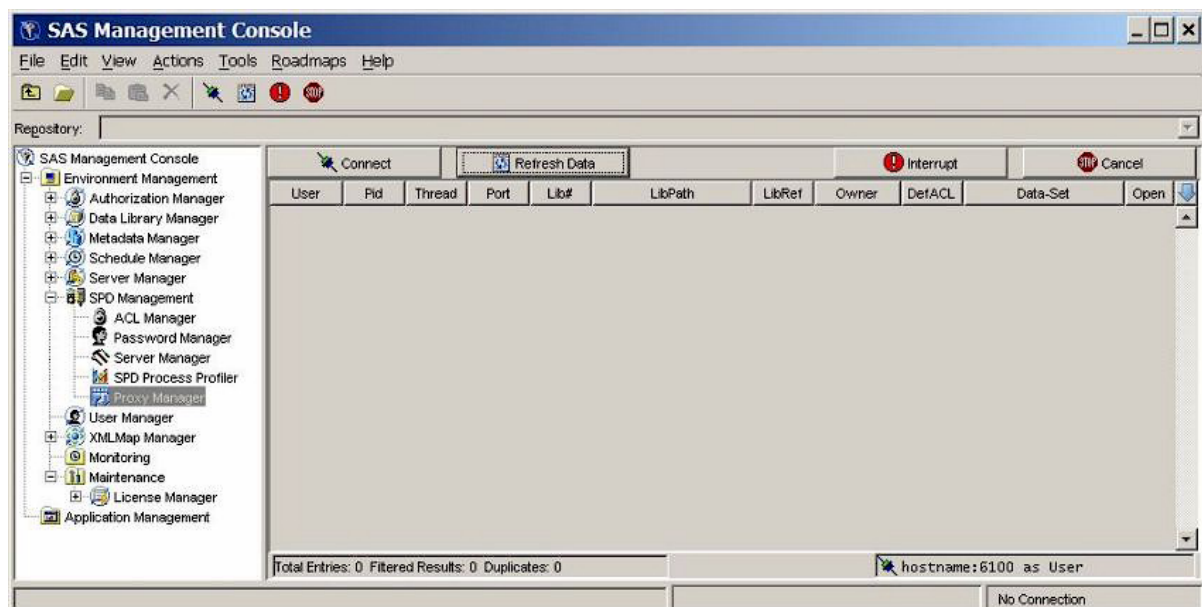 SAS Management Console
File Edit View Actions Tools Roadmaps Help
STOP
Repository:
SAS Management Console
Environment Management
Authorization Manager
Data Library Manager
Metadata Manager
Schedule Manager
Server Manager
SPD Management
ACL Manager
Password Manager
Server Manager
SPD Process Profiler
Proxy Manager
User Manager
XMLMap Manager
Monitoring
Maintenance
License Manager
Application Management
Connect Refresh Data Interrupt STOP Cancel
User Pid Thread Port Lib# LibPath LibRef Owner DefACL Data-Set Open
Total Entries: 0 Filtered Results: 0 Duplicates: 0 hostname:6100 as User
No Connection